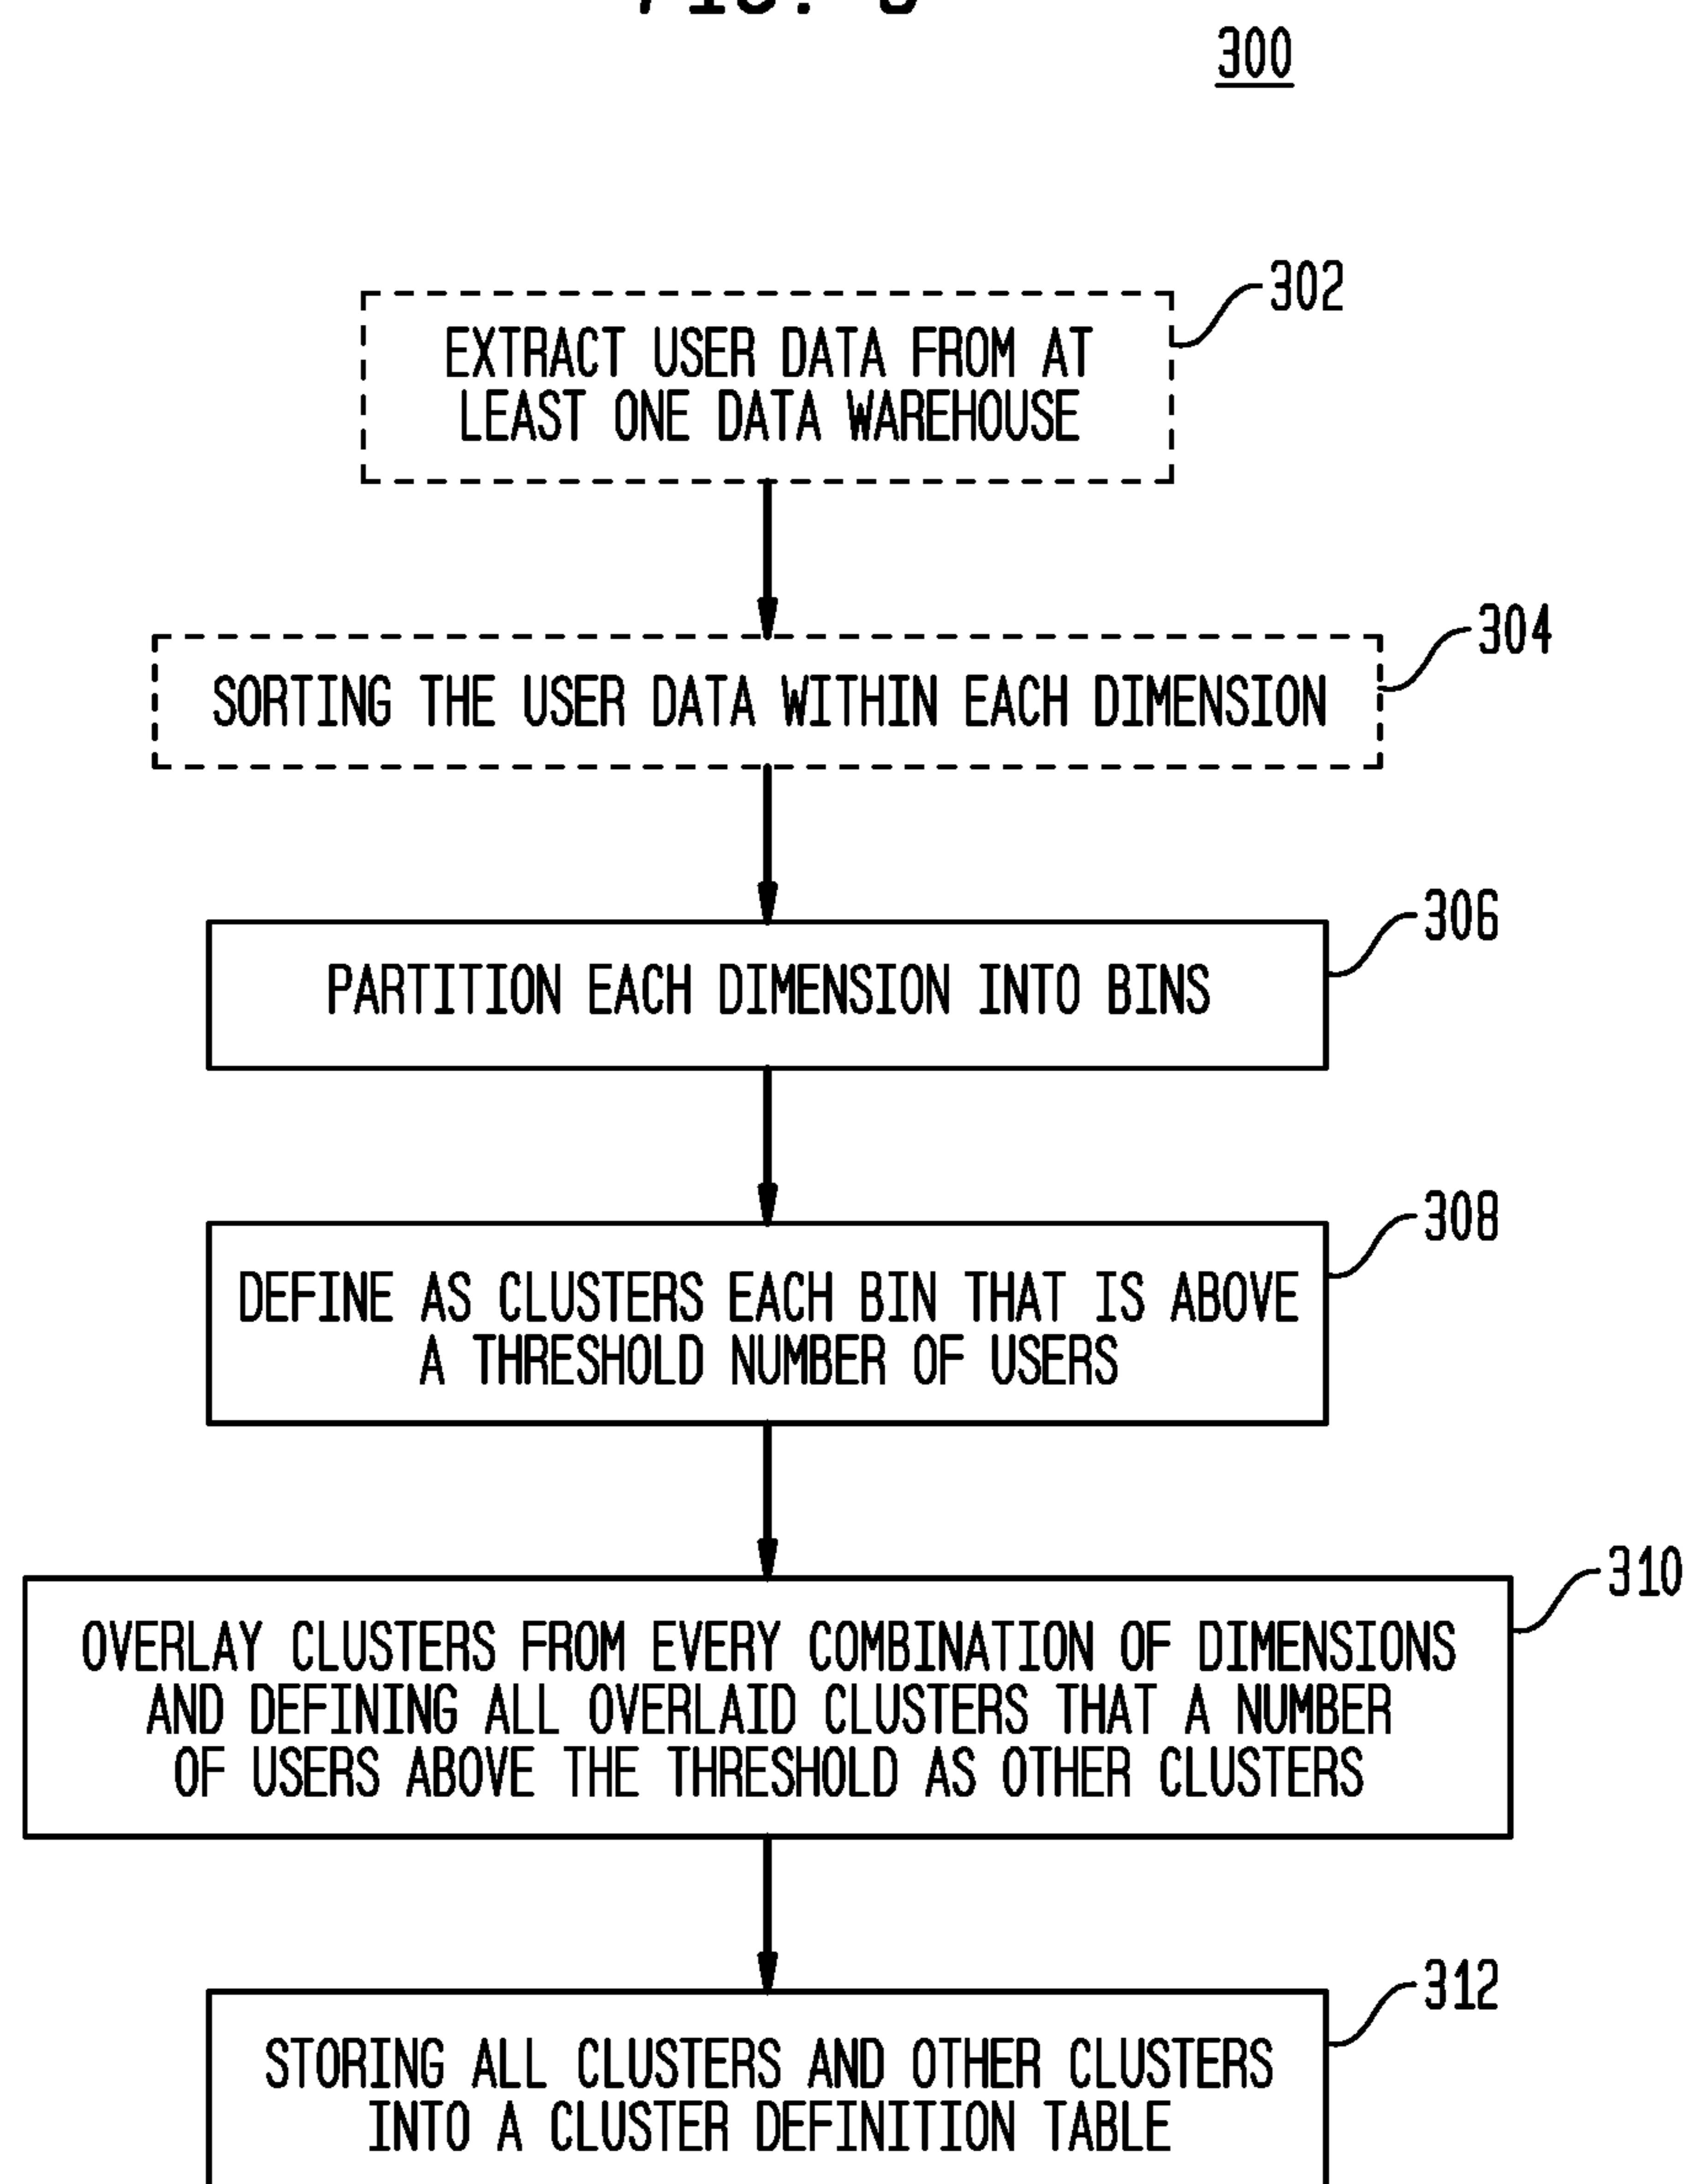 300
302
EXTRACT USER DATA FROM AT
LEAST ONE DATA WAREHOUSE
304
SORTING THE USER DATA WITHIN EACH DIMENSION
306
PARTITION EACH DIMENSION INTO BINS
308
DEFINE AS CLUSTERS EACH BIN THAT IS ABOVE
A THRESHOLD NUMBER OF USERS
310
OVERLAY CLUSTERS FROM EVERY COMBINATION OF DIMENSIONS
AND DEFINING ALL OVERLAID CLUSTERS THAT A NUMBER
OF USERS ABOVE THE THRESHOLD AS OTHER CLUSTERS
312
STORING ALL CLUSTERS AND OTHER CLUSTERS
INTO A CLUSTER DEFINITION TABLE